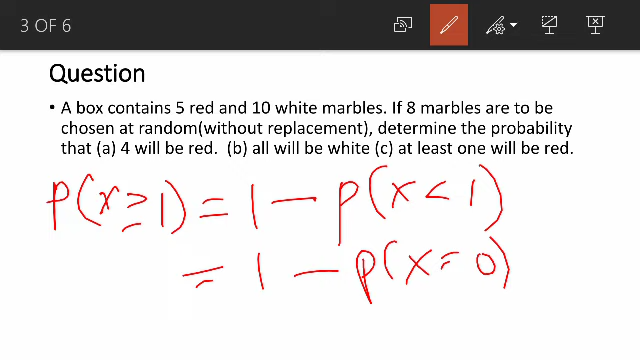 3 OF 6
Question
• A box contains 5 red and 10 white marbles. If 8 marbles are to be
chosen at random(without replacement), determine the probability
that (a) 4 will be red.  (b) all will be white (c) at least one will be red.
P(x ≥ 1) = 1 — P(x < 1)
= 1 — P(x = 0)